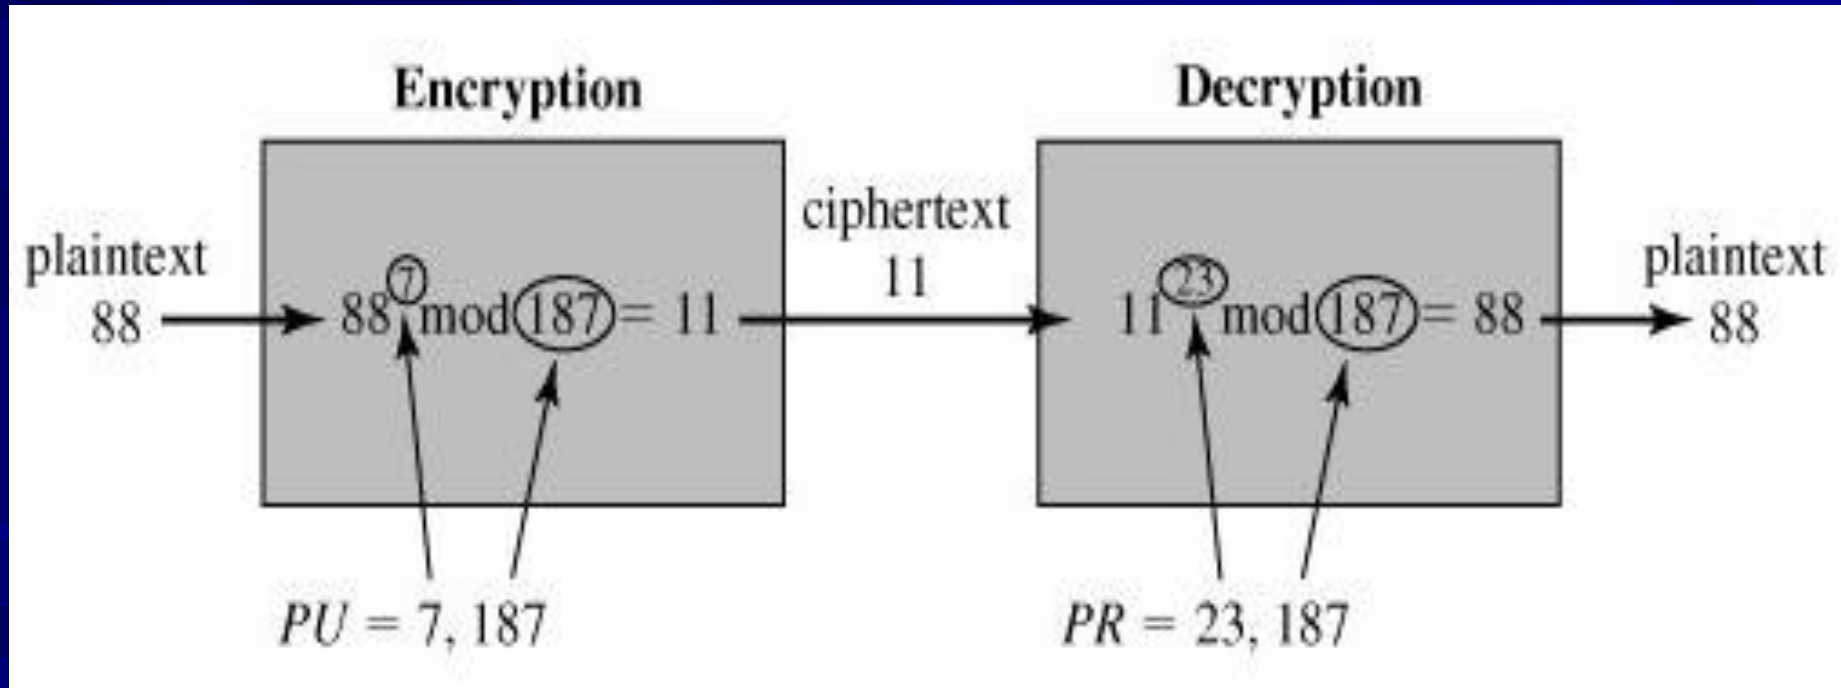 Encryption
Decryption
plaintext
88
88^7 mod 187 = 11
ciphertext
11
11^23 mod 187 = 88
plaintext
88
PU = 7, 187
PR = 23, 187